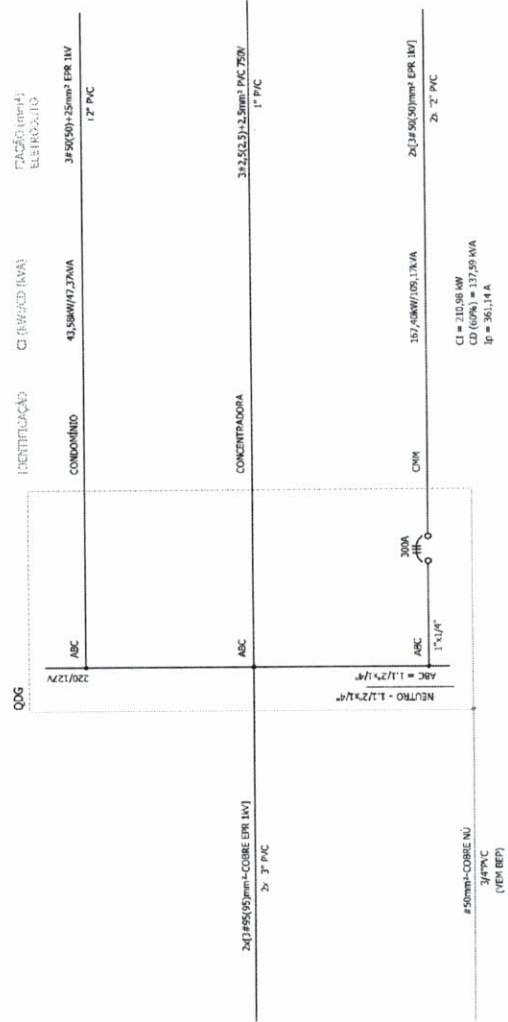 QDG
IDENTIFICAÇÃO
CI (kW)/CD (kVA)
FIAÇÃO (mm²)
ELETRODUTO
220/127V
ABC
CONDOMÍNIO
43,58kW/47,37kVA
3#50(50)+25mm² EPR 1kV
2" PVC
2x[3#95(95)mm²-COBRE EPR 1kV]
2x 3" PVC
ABC
CONCENTRADORA
3#2,5(2,5)+2,5mm² PVC 750V
1" PVC
NEUTRO - 1.1/2"x1/4"
ABC = 1.1/2"x1/4"
ABC
1"x1/4"
300A
CMM
167,40kW/109,17kVA
2x[3#50(50)mm² EPR 1kV]
2x 2" PVC
#50mm²-COBRE NÚ
3/4"PVC
(VEM BEP)
CI = 210,98 kW
CD (60%) = 137,59 kVA
Ip = 361,14 A